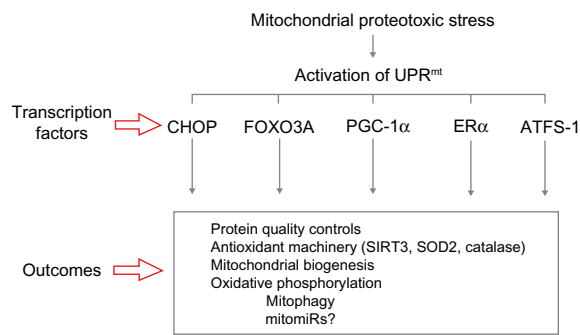 Mitochondrial proteotoxic stress
Activation of UPRmt
Transcription
factors
CHOP
FOXO3A
PGC-1α
ERα
ATFS-1
Protein quality controls
Antioxidant machinery (SIRT3, SOD2, catalase)
Mitochondrial biogenesis
Oxidative phosphorylation
Mitophagy
mitomiRs?
Outcomes